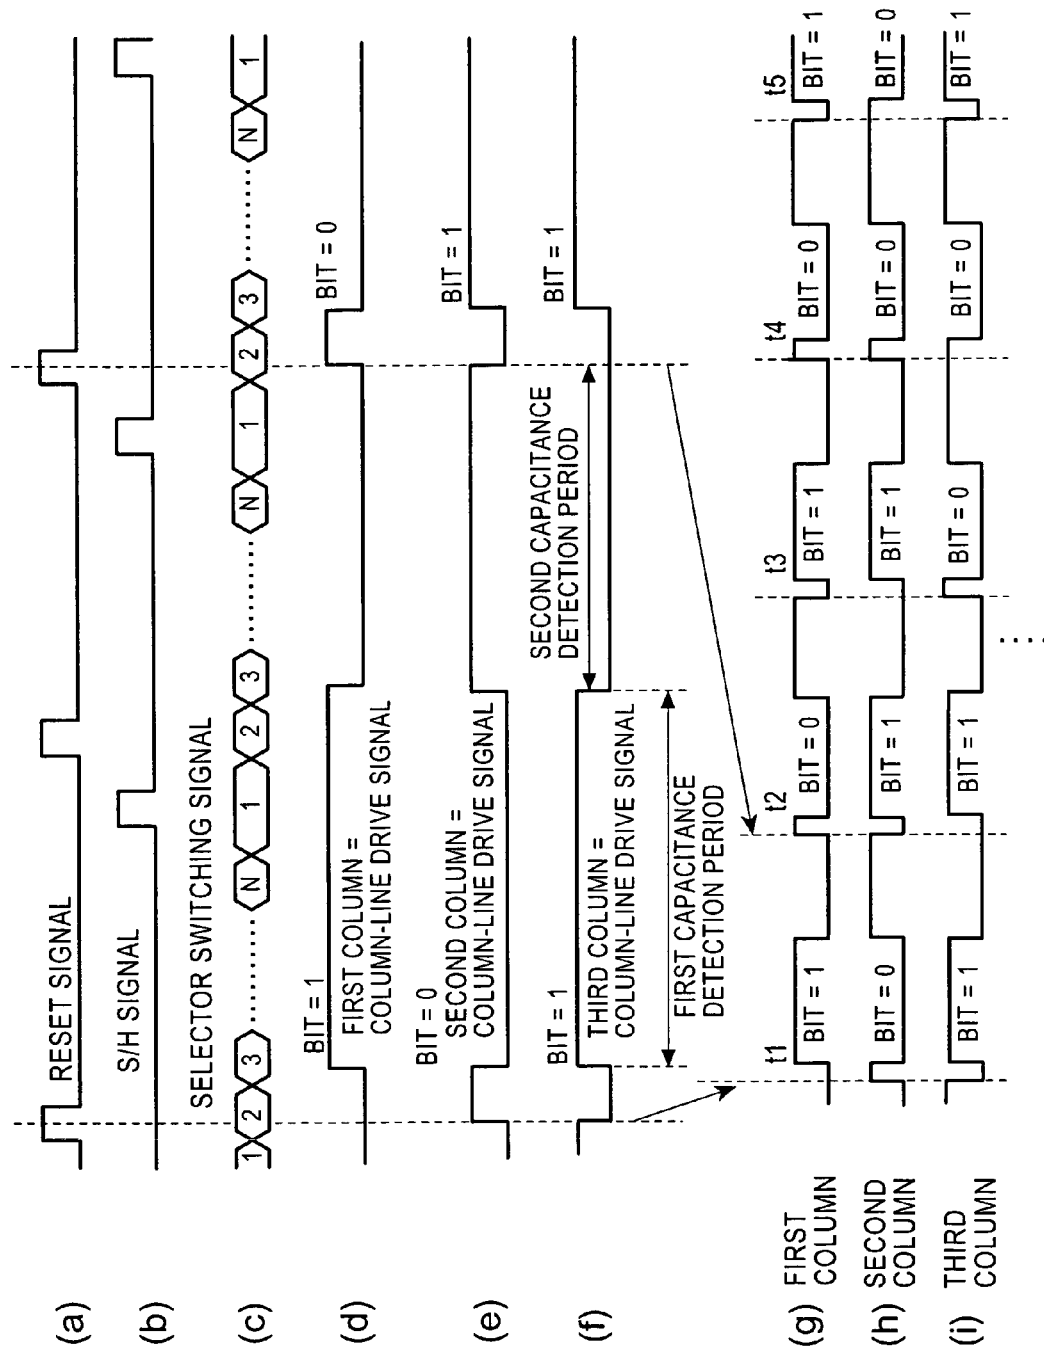 (a)
RESET SIGNAL
(b)
S/H SIGNAL
(c)
SELECTOR SWITCHING SIGNAL
1 2 3 N 1 2 3 N 1 2 3 N 1
(d)
BIT = 1
FIRST COLUMN =
COLUMN-LINE DRIVE SIGNAL
BIT = 0
(e)
BIT = 0
SECOND COLUMN =
COLUMN-LINE DRIVE SIGNAL
BIT = 1
(f)
BIT = 1
THIRD COLUMN =
COLUMN-LINE DRIVE SIGNAL
BIT = 1
SECOND CAPACITANCE
DETECTION PERIOD
FIRST CAPACITANCE
DETECTION PERIOD
t1 t2 t3 t4 t5
(g) FIRST
COLUMN
BIT = 1 BIT = 0 BIT = 1 BIT = 0 BIT = 1
(h) SECOND
COLUMN
BIT = 0 BIT = 1 BIT = 1 BIT = 0 BIT = 0
(i) THIRD
COLUMN
BIT = 1 BIT = 1 BIT = 0 BIT = 0 BIT = 1